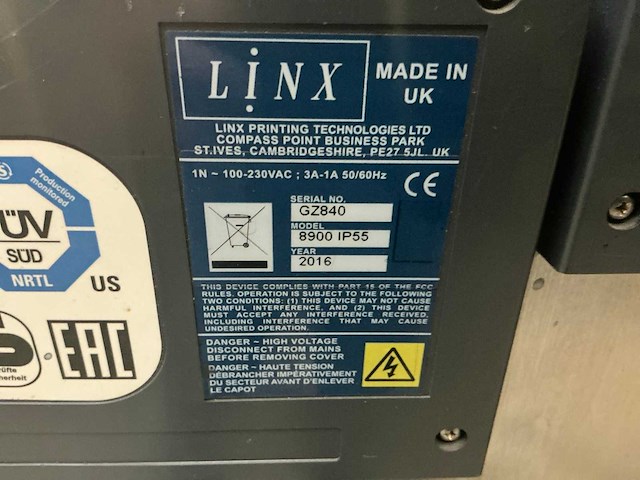 LiNX
MADE IN
UK
LINX PRINTING TECHNOLOGIES LTD
COMPASS POINT BUSINESS PARK
ST.IVES, CAMBRIDGESHIRE, PE27 5JL. UK
1N ~ 100-230VAC ; 3A-1A 50/60Hz
CE
SERIAL NO.
GZ840
MODEL
8900 IP55
YEAR
2016
THIS DEVICE COMPLIES WITH PART 15 OF THE FCC
RULES. OPERATION IS SUBJECT TO THE FOLLOWING
TWO CONDITIONS: (1) THIS DEVICE MAY NOT CAUSE
HARMFUL INTERFERENCE, AND (2) THIS DEVICE
MUST ACCEPT ANY INTERFERENCE RECEIVED,
INCLUDING INTERFERENCE THAT MAY CAUSE
UNDESIRED OPERATION.
DANGER ~ HIGH VOLTAGE
DISCONNECT FROM MAINS
BEFORE REMOVING COVER
DANGER ~ HAUTE TENSION
DÉBRANCHER IMPÉRATIVEMENT
DU SECTEUR AVANT D'ENLEVER
LE CAPOT
Production
monitored
ÜV
SÜD
NRTL
US
S
rüfte
cherheit
EAC